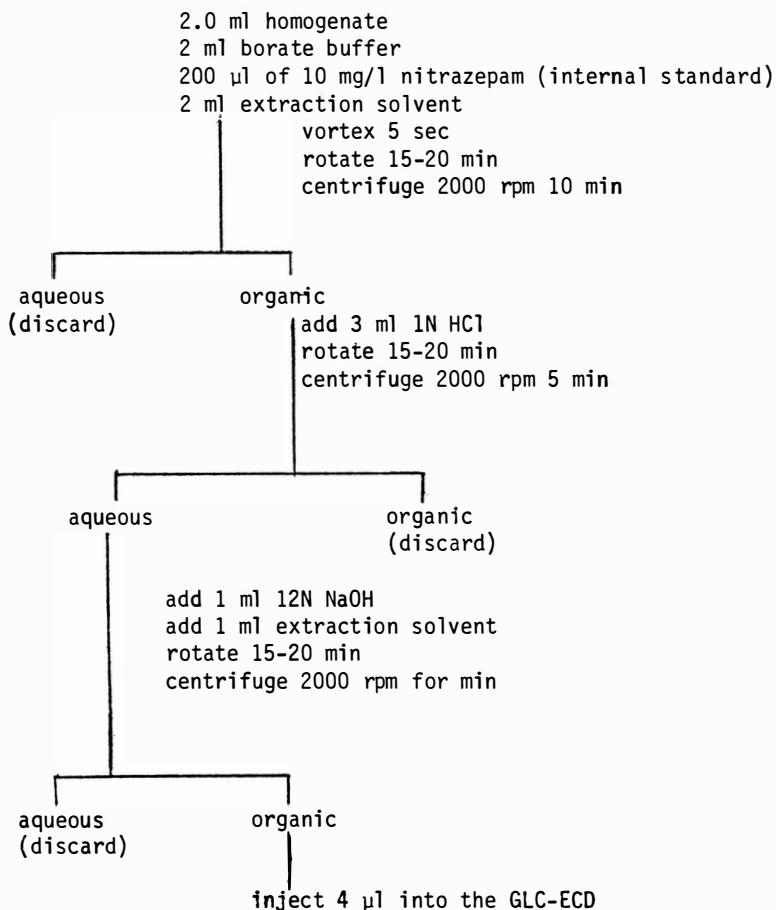 2.0 ml homogenate
2 ml borate buffer
200 µl of 10 mg/l nitrazepam (internal standard)
2 ml extraction solvent
vortex 5 sec
rotate 15-20 min
centrifuge 2000 rpm 10 min
aqueous
(discard)
organic
add 3 ml 1N HCl
rotate 15-20 min
centrifuge 2000 rpm 5 min
aqueous
organic
(discard)
add 1 ml 12N NaOH
add 1 ml extraction solvent
rotate 15-20 min
centrifuge 2000 rpm for min
aqueous
(discard)
organic
inject 4 µl into the GLC-ECD